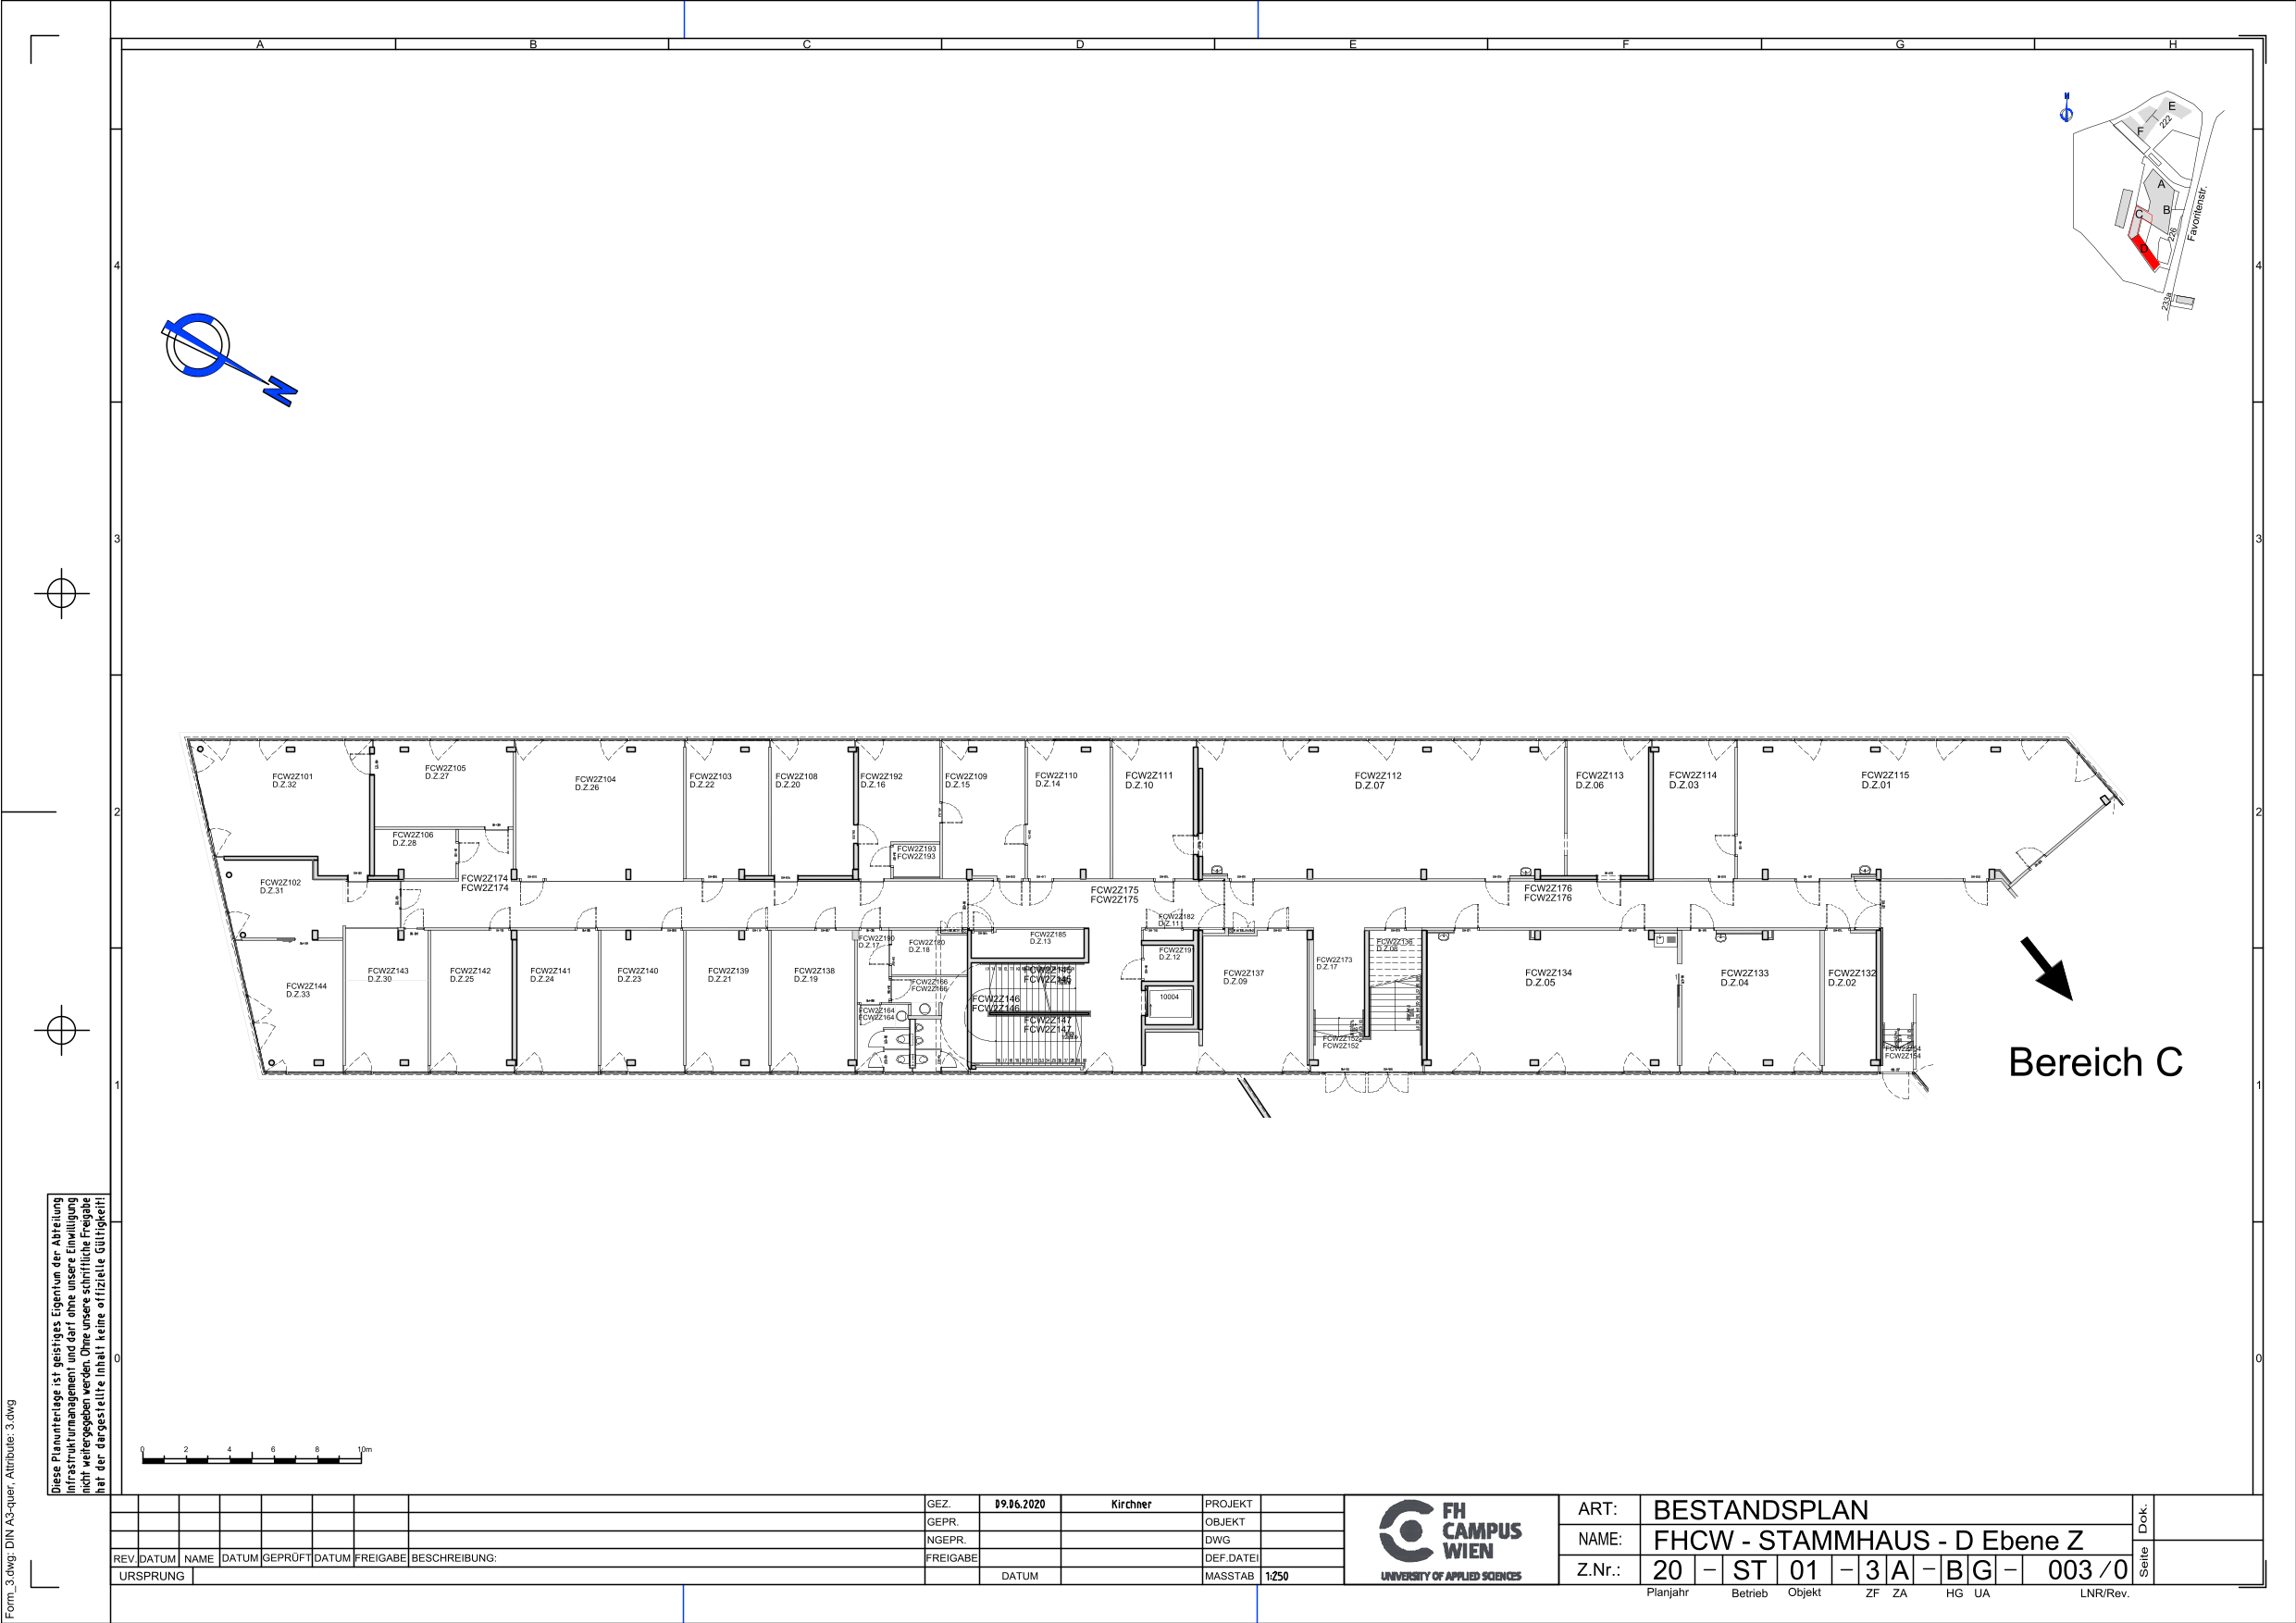 A B C D E F G H
N
E
F
222
A
B
C
D
226
Favoritenstr.
233a
4 4
N
3 3
2 2
FCW2Z101
D.Z.32
FCW2Z105
D.Z.27
FCW2Z104
D.Z.26
FCW2Z103
D.Z.22
FCW2Z108
D.Z.20
FCW2Z192
D.Z.16
FCW2Z109
D.Z.15
FCW2Z110
D.Z.14
FCW2Z111
D.Z.10
FCW2Z112
D.Z.07
FCW2Z113
D.Z.06
FCW2Z114
D.Z.03
FCW2Z115
D.Z.01
FCW2Z106
D.Z.28
FCW2Z193
FCW2Z193
FCW2Z102
D.Z.31
FCW2Z174
FCW2Z174
FCW2Z175
FCW2Z175
FCW2Z176
FCW2Z176
FCW2Z182
D.Z.11
FCW2Z190
D.Z.17
FCW2Z180
D.Z.18
FCW2Z185
D.Z.13
FCW2Z191
D.Z.12
FCW2Z173
D.Z.17
FCW2Z136
D.Z.08
FCW2Z144
D.Z.33
FCW2Z143
D.Z.30
FCW2Z142
D.Z.25
FCW2Z141
D.Z.24
FCW2Z140
D.Z.23
FCW2Z139
D.Z.21
FCW2Z138
D.Z.19
FCW2Z166
FCW2Z166
FCW2Z164
FCW2Z164
FCW2Z145
FCW2Z145
FCW2Z146
FCW2Z146
FCW2Z147
FCW2Z147
10004
FCW2Z137
D.Z.09
FCW2Z152
FCW2Z152
FCW2Z134
D.Z.05
FCW2Z133
D.Z.04
FCW2Z132
D.Z.02
FCW2Z154
FCW2Z154
Bereich C
1 1
0 0
Diese Planunterlage ist geistiges Eigentum der Abteilung
Infrastrukturmanagement und darf ohne unsere Einwilligung
nicht weitergegeben werden. Ohne unsere schriftliche Freigabe
hat der dargestellte Inhalt keine offizielle Gültigkeit!
Form_3.dwg: DIN A3-quer, Attribute: 3.dwg
0 2 4 6 8 10m
REV. DATUM NAME DATUM GEPRÜFT DATUM FREIGABE BESCHREIBUNG:
URSPRUNG
GEZ. 09.06.2020 Kirchner
GEPR.
NGEPR.
FREIGABE
DATUM
PROJEKT
OBJEKT
DWG
DEF.DATEI
MASSTAB 1:250
FH
CAMPUS
WIEN
UNIVERSITY OF APPLIED SCIENCES
ART: BESTANDSPLAN
NAME: FHCW - STAMMHAUS - D Ebene Z
Z.Nr.: 20 – ST 01 – 3 A – B G – 003 / 0
Planjahr Betrieb Objekt ZF ZA HG UA LNR/Rev.
Dok.
Seite